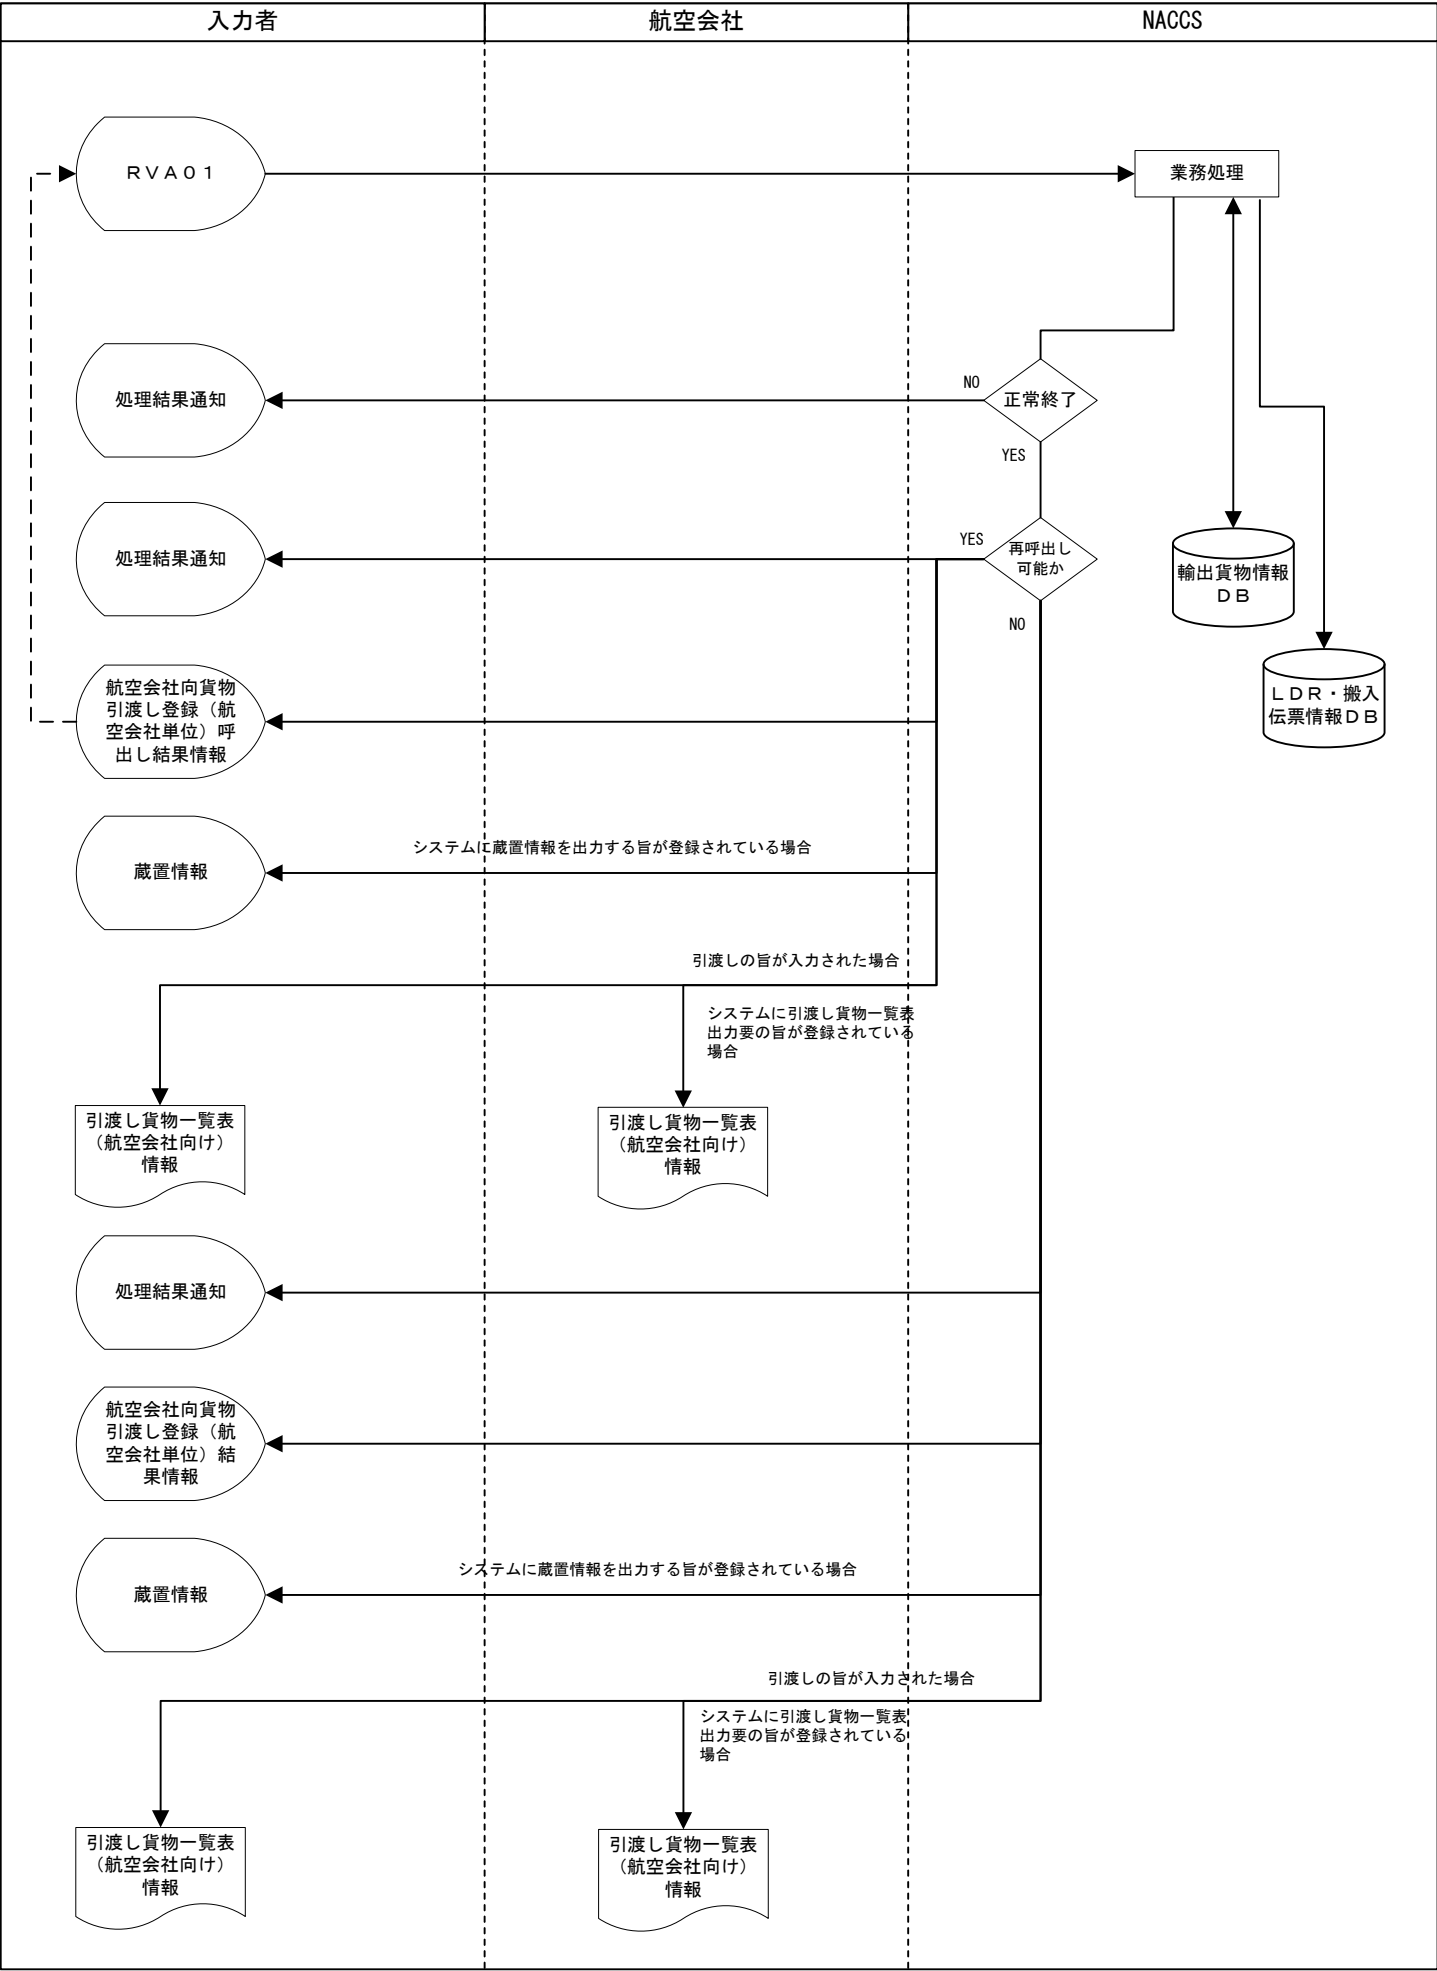 入力者
航空会社
NACCS
ＲＶＡ０１
業務処理
処理結果通知
NO
正常終了
YES
処理結果通知
YES
再呼出し
可能か
NO
輸出貨物情報
ＤＢ
ＬＤＲ・搬入
伝票情報ＤＢ
航空会社向貨物
引渡し登録（航
空会社単位）呼
出し結果情報
システムに蔵置情報を出力する旨が登録されている場合
蔵置情報
引渡しの旨が入力された場合
システムに引渡し貨物一覧表
出力要の旨が登録されている
場合
引渡し貨物一覧表
（航空会社向け）
情報
引渡し貨物一覧表
（航空会社向け）
情報
処理結果通知
航空会社向貨物
引渡し登録（航
空会社単位）結
果情報
システムに蔵置情報を出力する旨が登録されている場合
蔵置情報
引渡しの旨が入力された場合
システムに引渡し貨物一覧表
出力要の旨が登録されている
場合
引渡し貨物一覧表
（航空会社向け）
情報
引渡し貨物一覧表
（航空会社向け）
情報